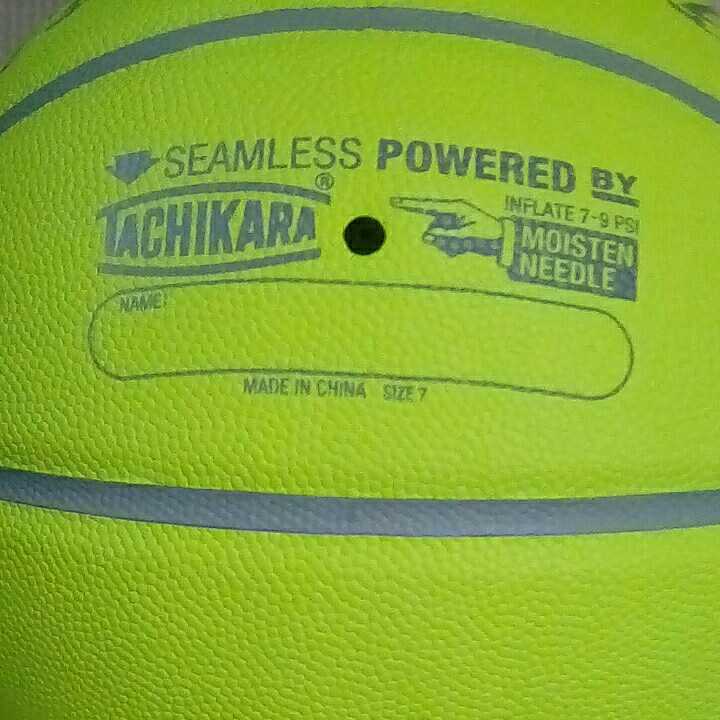 SEAMLESS POWERED BY
TACHIKARA®
INFLATE 7-9 PSI
MOISTEN
NEEDLE
NAME:
MADE IN CHINA SIZE 7